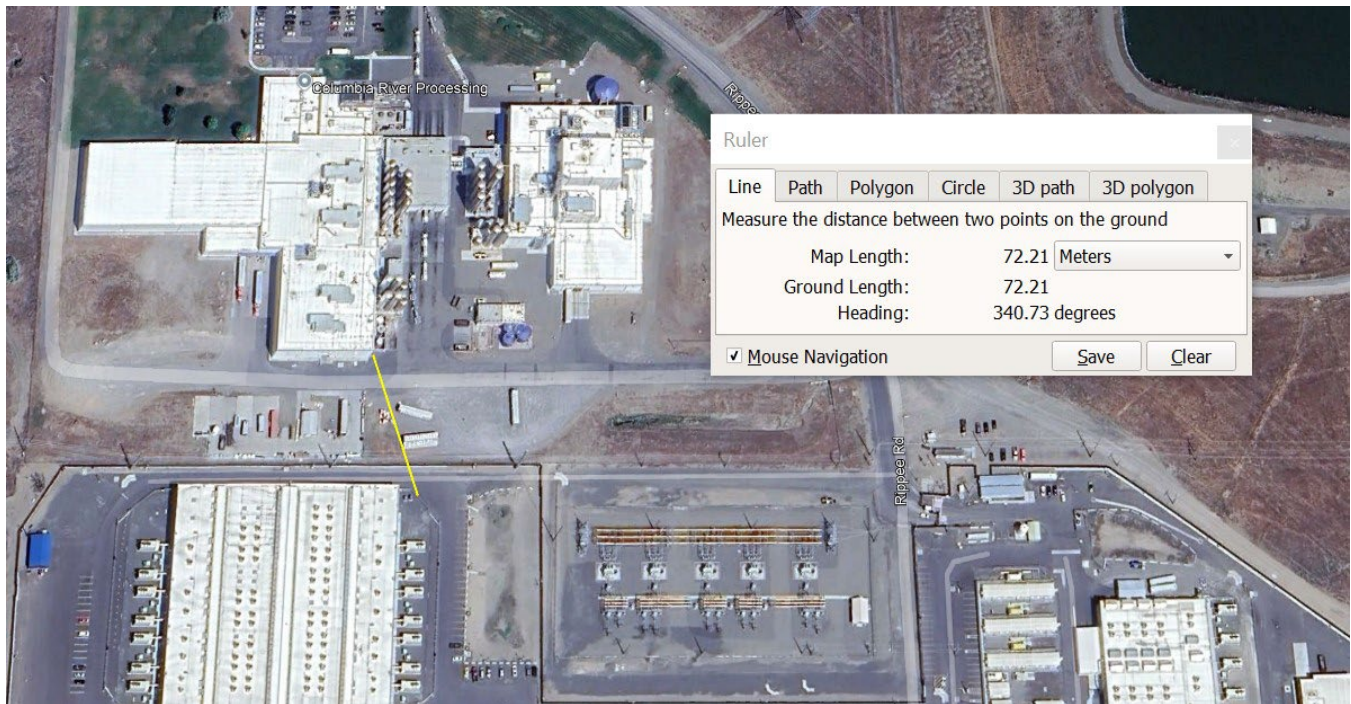 Columbia River Processing
Rippe
Ruler
Line Path Polygon Circle 3D path 3D polygon
Measure the distance between two points on the ground
Map Length: 72.21 Meters
Ground Length: 72.21
Heading: 340.73 degrees
Mouse Navigation Save Clear
Rippee Rd